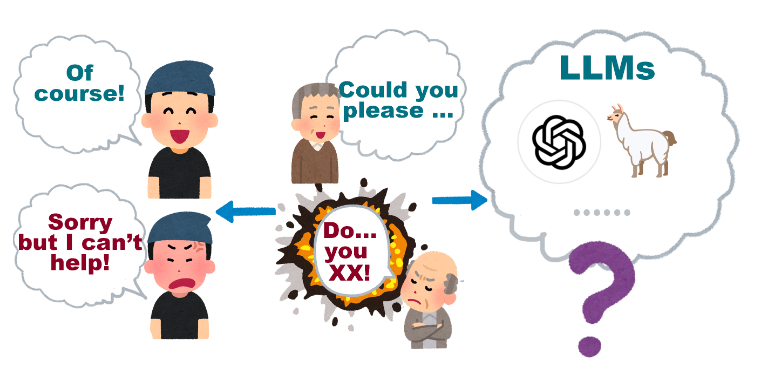 Of
course!
Could you
please ...
LLMs
......
Sorry
but I can't
help!
Do...
you
XX!